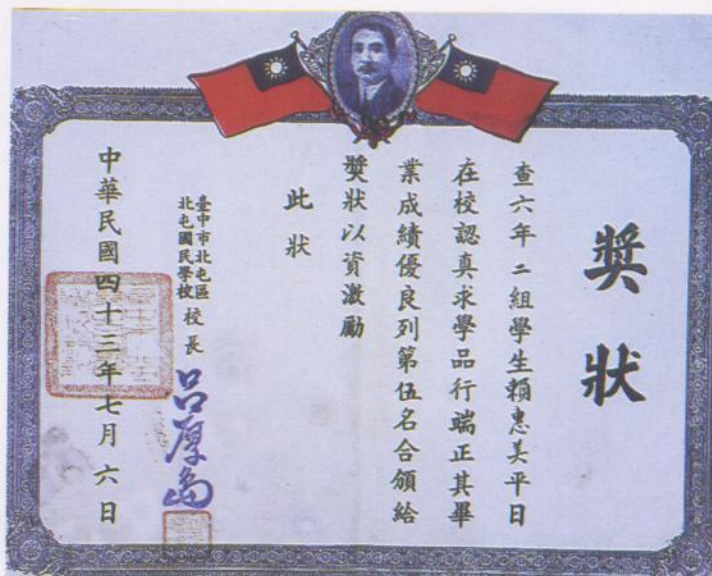 獎狀
查六年二組學生賴惠美平日
在校認真求學品行端正其畢
業成績優良列第伍名合頒給
獎狀以資激勵
此狀
臺中市北屯區
北屯國民學校
校長
中華民國四十三年七月六日